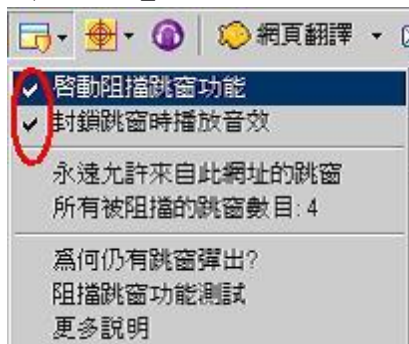 網頁翻譯
啓動阻擋跳窗功能
封鎖跳窗時播放音效
永遠允許來自此網址的跳窗
所有被阻擋的跳窗數目: 4
爲何仍有跳窗彈出?
阻擋跳窗功能測試
更多說明